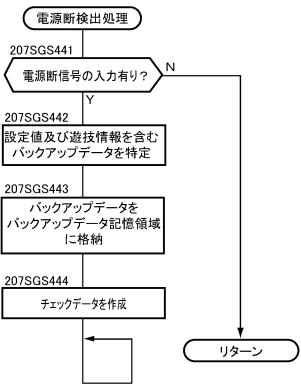 電源断検出処理
207SGS441
電源断信号の入力有り？
N
Y
207SGS442
設定値及び遊技情報を含む
バックアップデータを特定
207SGS443
バックアップデータを
バックアップデータ記憶領域
に格納
207SGS444
チェックデータを作成
リターン